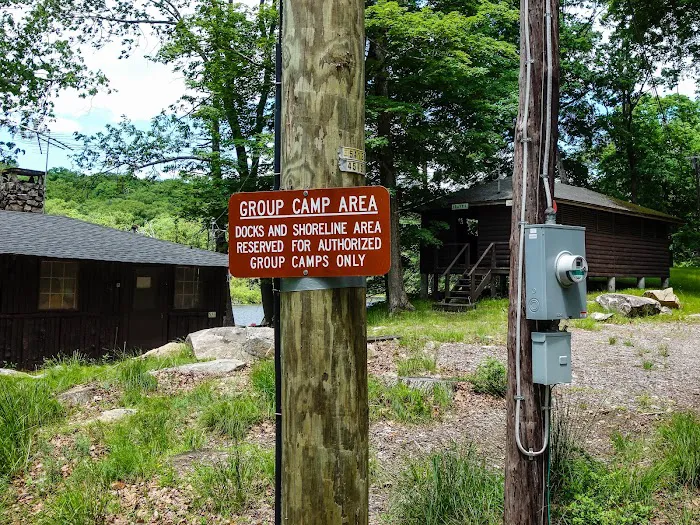 GROUP CAMP AREA
DOCKS AND SHORELINE AREA
RESERVED FOR AUTHORIZED
GROUP CAMPS ONLY